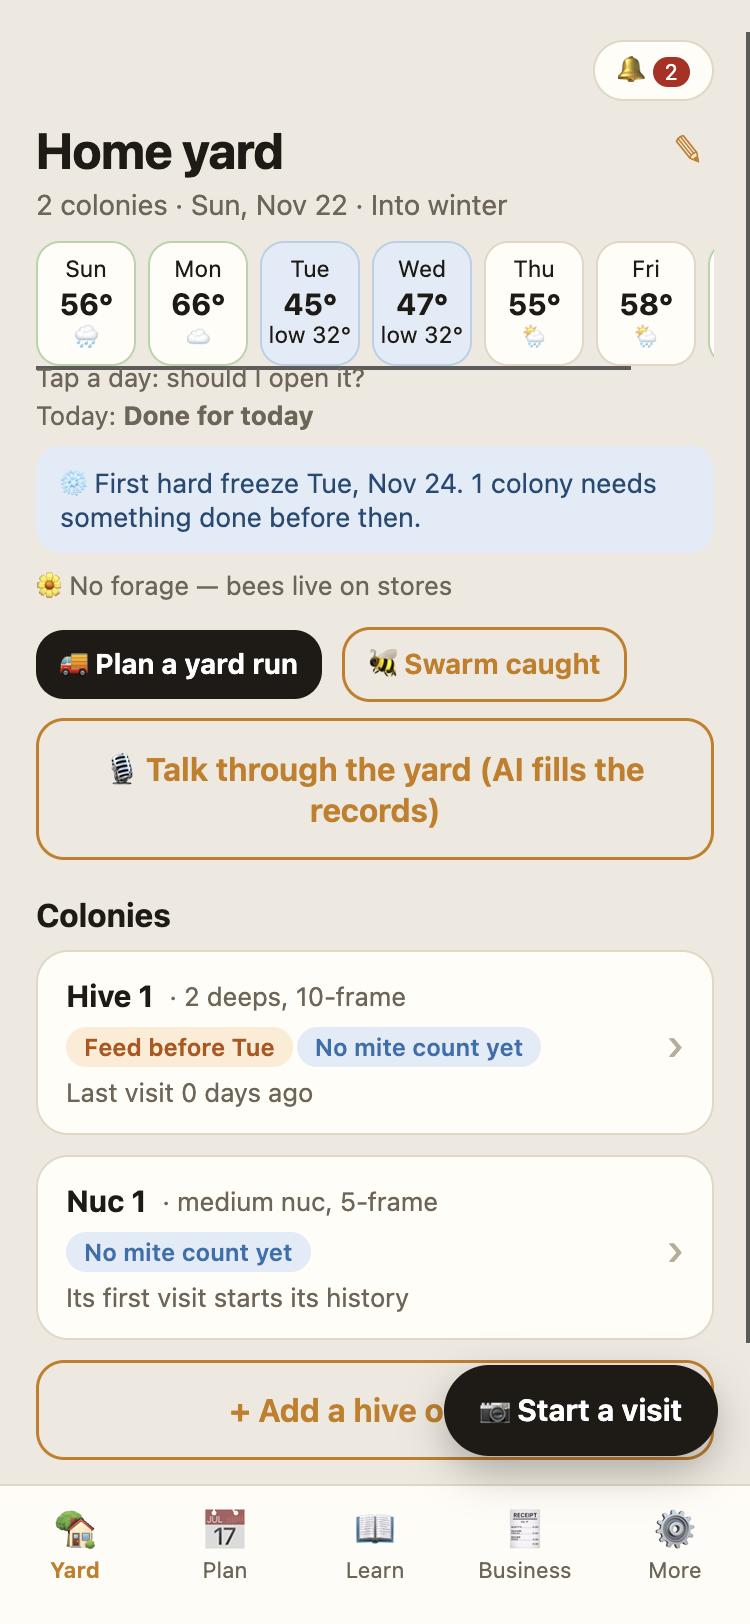 2
Home yard
2 colonies · Sun, Nov 22 · Into winter
Sun Mon Tue Wed Thu Fri
56° 66° 45° 47° 55° 58°
low 32° low 32°
Tap a day: should I open it?
Today: Done for today
First hard freeze Tue, Nov 24. 1 colony needs
something done before then.
No forage — bees live on stores
Plan a yard run Swarm caught
Talk through the yard (AI fills the
records)
Colonies
Hive 1 · 2 deeps, 10-frame
Feed before Tue No mite count yet
Last visit 0 days ago
Nuc 1 · medium nuc, 5-frame
No mite count yet
Its first visit starts its history
+ Add a hive o Start a visit
Yard Plan Learn Business More